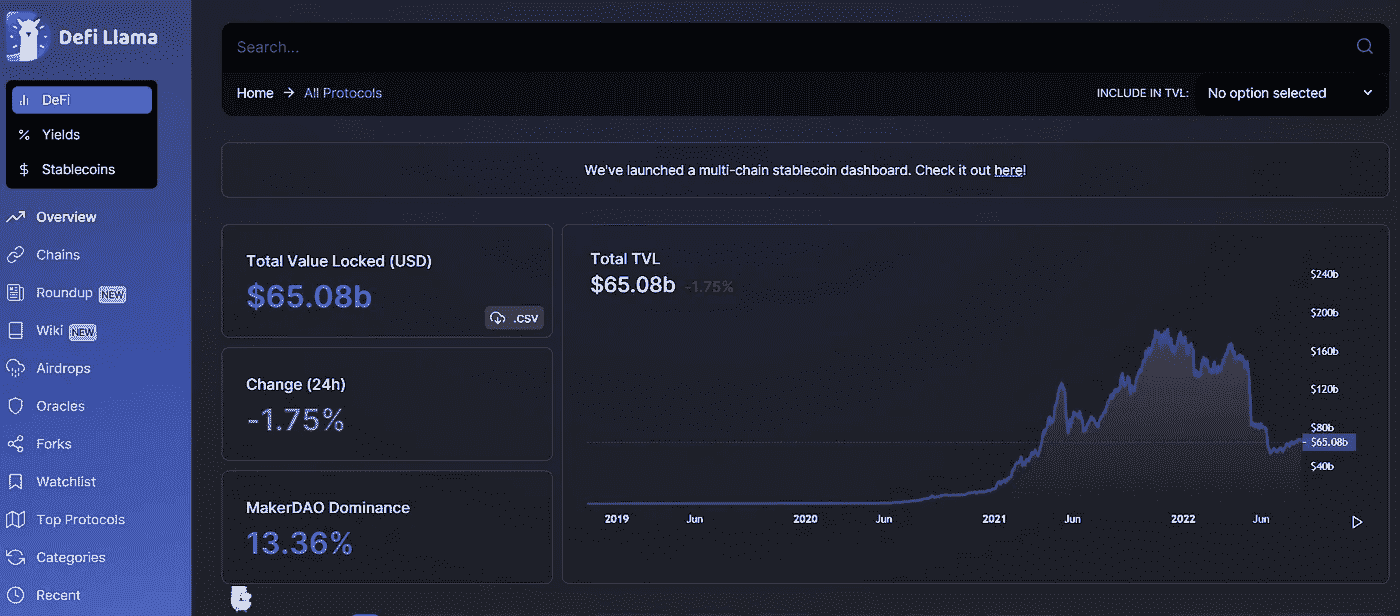 Defi Llama
DeFi
Yields
Stablecoins
Overview
Chains
Roundup NEW
Wiki NEW
Airdrops
Oracles
Forks
Watchlist
Top Protocols
Categories
Recent
Search...
Home → All Protocols
INCLUDE IN TVL: No option selected
We've launched a multi-chain stablecoin dashboard. Check it out here!
Total Value Locked (USD)
$65.08b
.csv
Change (24h)
-1.75%
MakerDAO Dominance
13.36%
Total TVL
$65.08b -1.75%
$240b
$200b
$160b
$120b
$80b
$65.08b
$40b
2019 Jun 2020 Jun 2021 Jun 2022 Jun